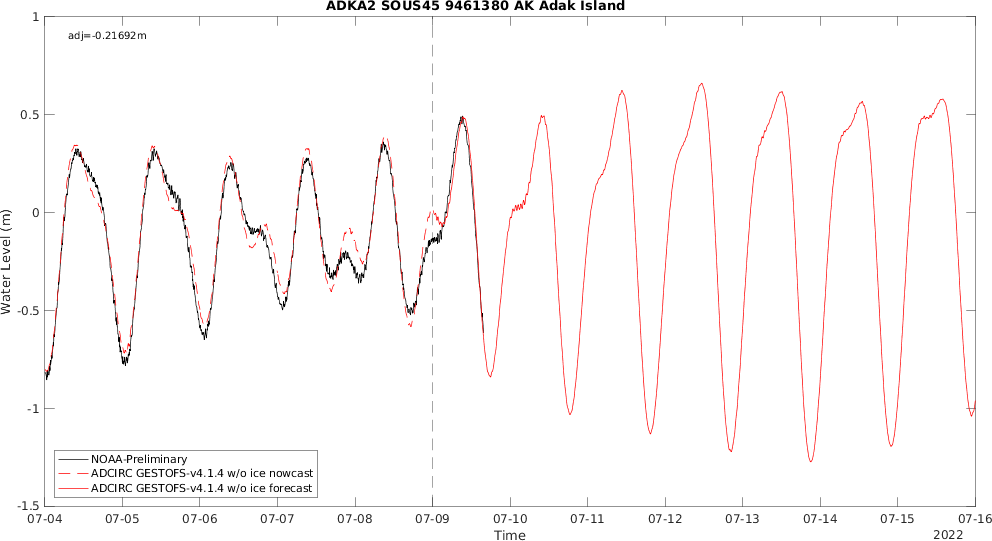 ADKA2 SOUS45 9461380 AK Adak Island
adj=-0.21692m
1
0.5
0
-0.5
-1
-1.5
Water Level (m)
NOAA-Preliminary
ADCIRC GESTOFS-v4.1.4 w/o ice nowcast
ADCIRC GESTOFS-v4.1.4 w/o ice forecast
07-04 07-05 07-06 07-07 07-08 07-09 07-10 07-11 07-12 07-13 07-14 07-15 07-16
Time
2022